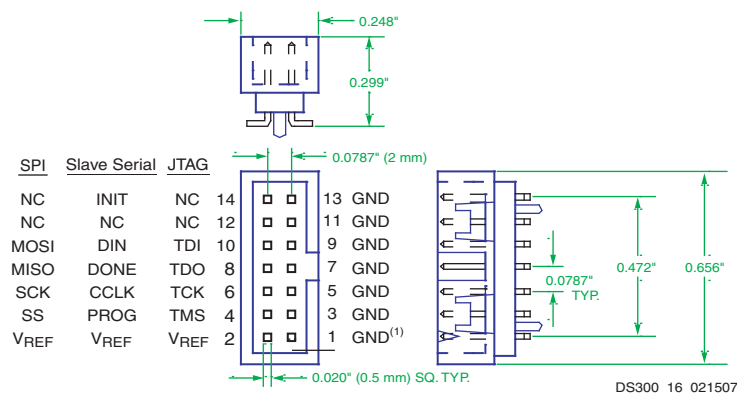 0.248"
0.299"
0.0787" (2 mm)
SPI Slave Serial JTAG
NC INIT NC 14 13 GND
NC NC NC 12 11 GND
MOSI DIN TDI 10 9 GND
MISO DONE TDO 8 7 GND
SCK CCLK TCK 6 5 GND
SS PROG TMS 4 3 GND
VREF VREF VREF 2 1 GND(1)
0.0787"
TYP.
0.472"
0.656"
0.020" (0.5 mm) SQ. TYP.
DS300_16_021507